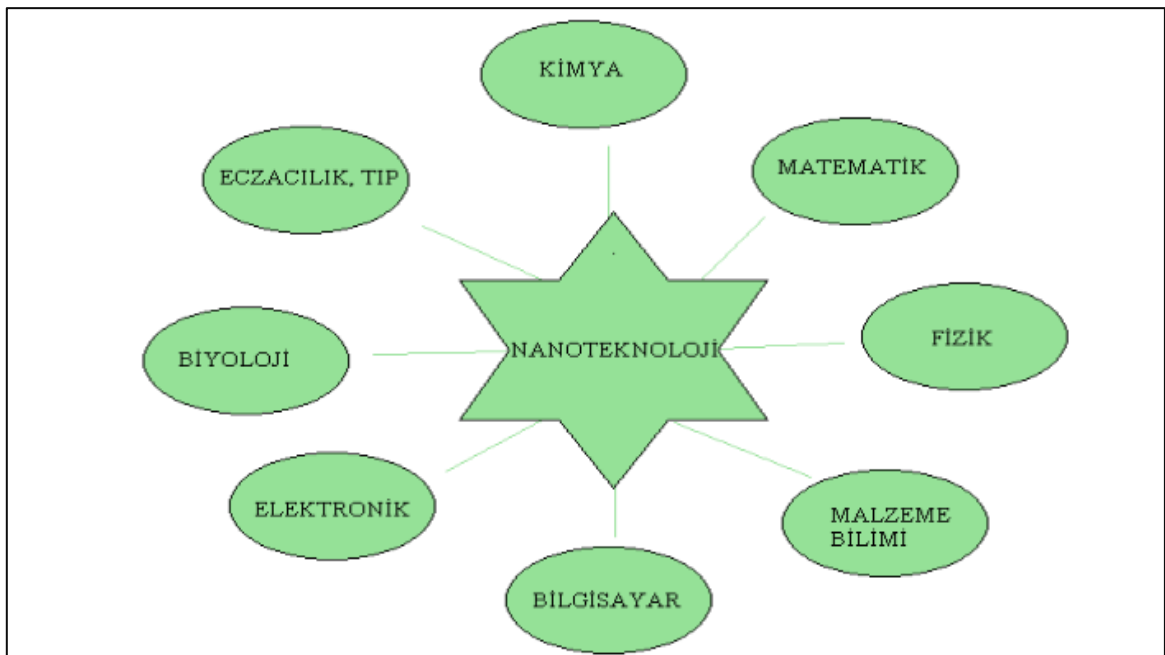 KİMYA
ECZACILIK, TIP
MATEMATİK
NANOTEKNOLOJİ
FİZİK
BİYOLOJİ
ELEKTRONİK
MALZEME
BİLİMİ
BİLGİSAYAR